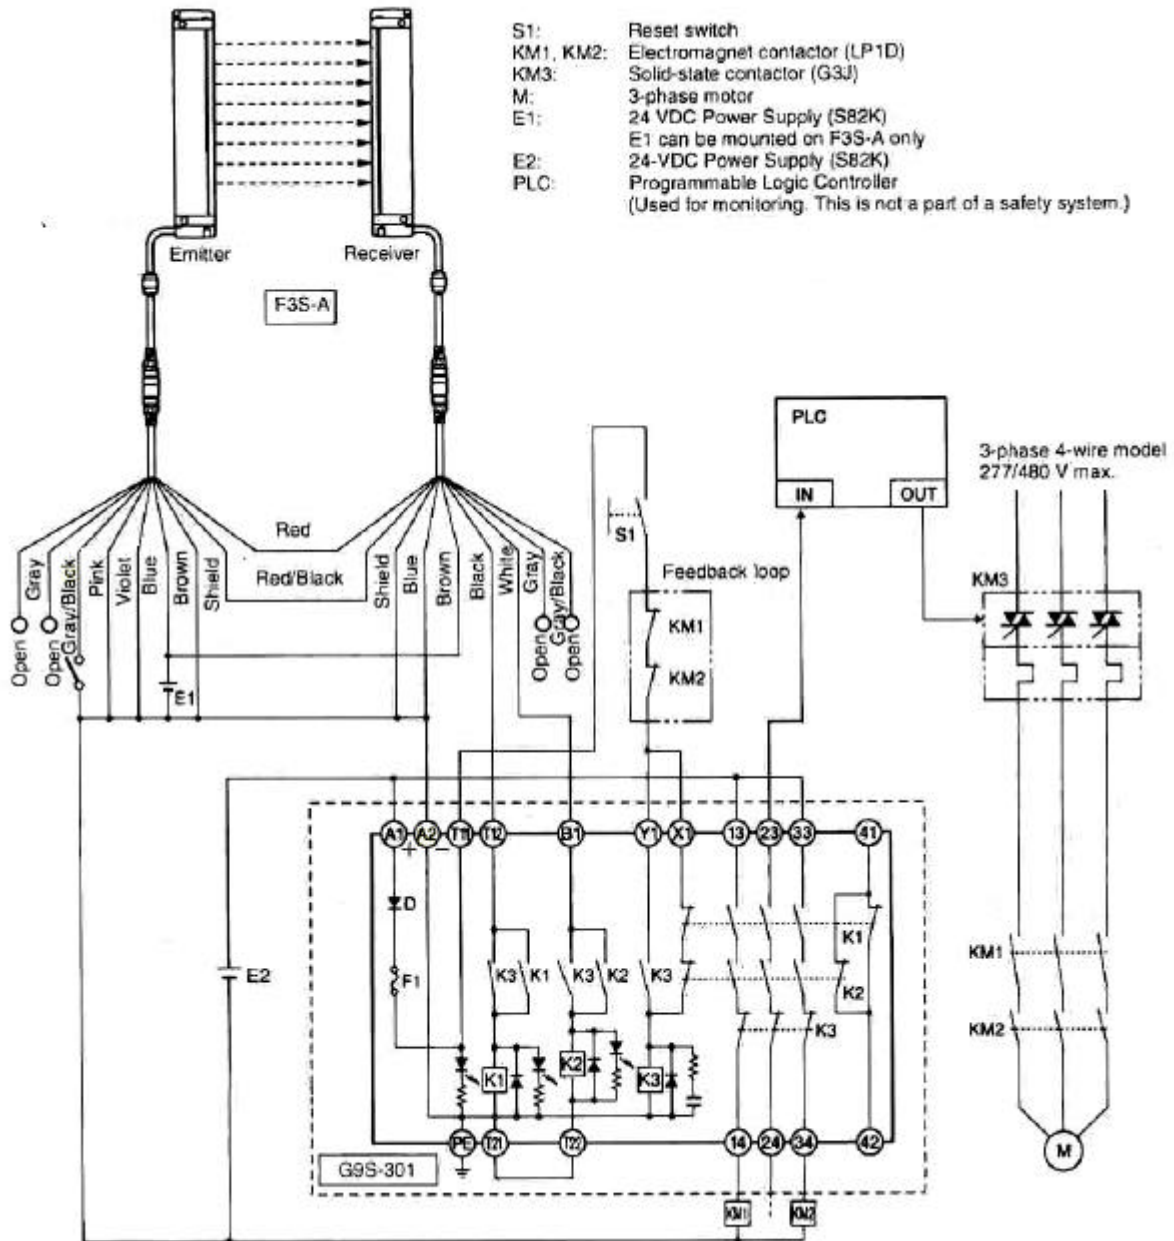 S1: Reset switch
KM1, KM2: Electromagnet contactor (LP1D)
KM3: Solid-state contactor (G3J)
M: 3-phase motor
E1: 24 VDC Power Supply (S82K)
E1 can be mounted on F3S-A only
E2: 24-VDC Power Supply (S82K)
PLC: Programmable Logic Controller
(Used for monitoring. This is not a part of a safety system.)
Emitter
Receiver
F3S-A
PLC
IN
OUT
3-phase 4-wire model
277/480 V max.
S1
Feedback loop
KM1
KM2
KM3
Red
Red/Black
Gray
Gray/Black
Pink
Violet
Blue
Brown
Shield
Shield
Blue
Brown
Black
White
Gray
Gray/Black
Open
Open
Open
Open
E1
A1
A2
T11
T12
B1
Y1
X1
13
23
33
41
+
−
D
F1
K3
K1
K3
K2
K3
K1
K2
K3
E2
K1
K2
K3
KM1
KM2
PE
T21
T22
14
24
34
42
M
G9S-301
KM1
KM2